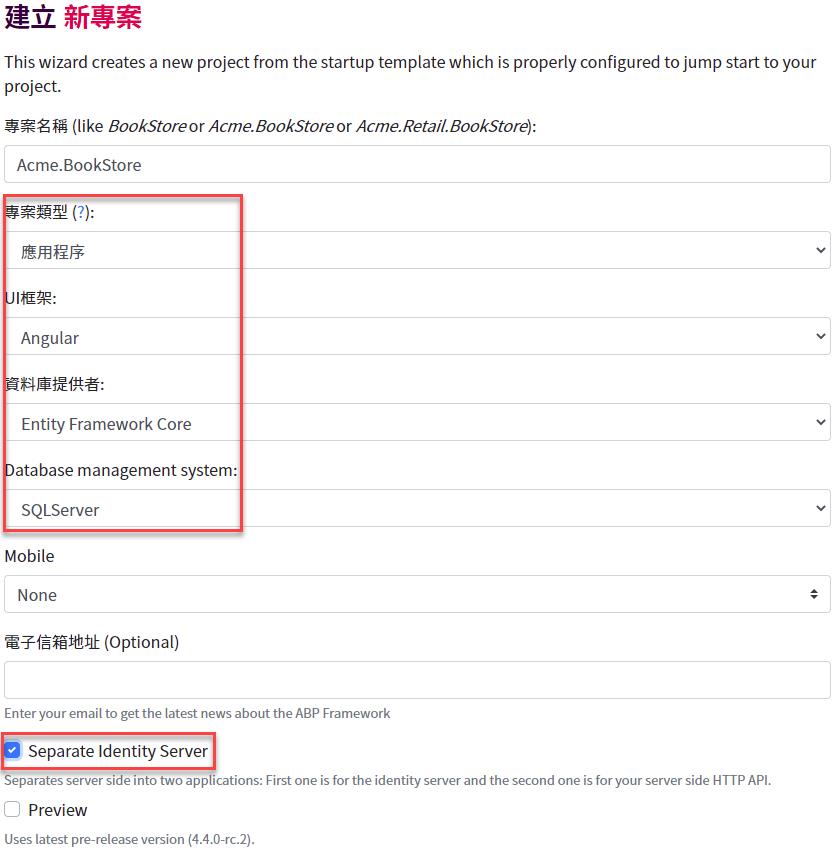 建立 新專案
This wizard creates a new project from the startup template which is properly configured to jump start to your
project.
專案名稱 (like BookStore or Acme.BookStore or Acme.Retail.BookStore):
Acme.BookStore
專案類型 (?):
應用程序
UI框架:
Angular
資料庫提供者:
Entity Framework Core
Database management system:
SQLServer
Mobile
None
電子信箱地址 (Optional)
Enter your email to get the latest news about the ABP Framework
Separate Identity Server
Separates server side into two applications: First one is for the identity server and the second one is for your server side HTTP API.
Preview
Uses latest pre-release version (4.4.0-rc.2).